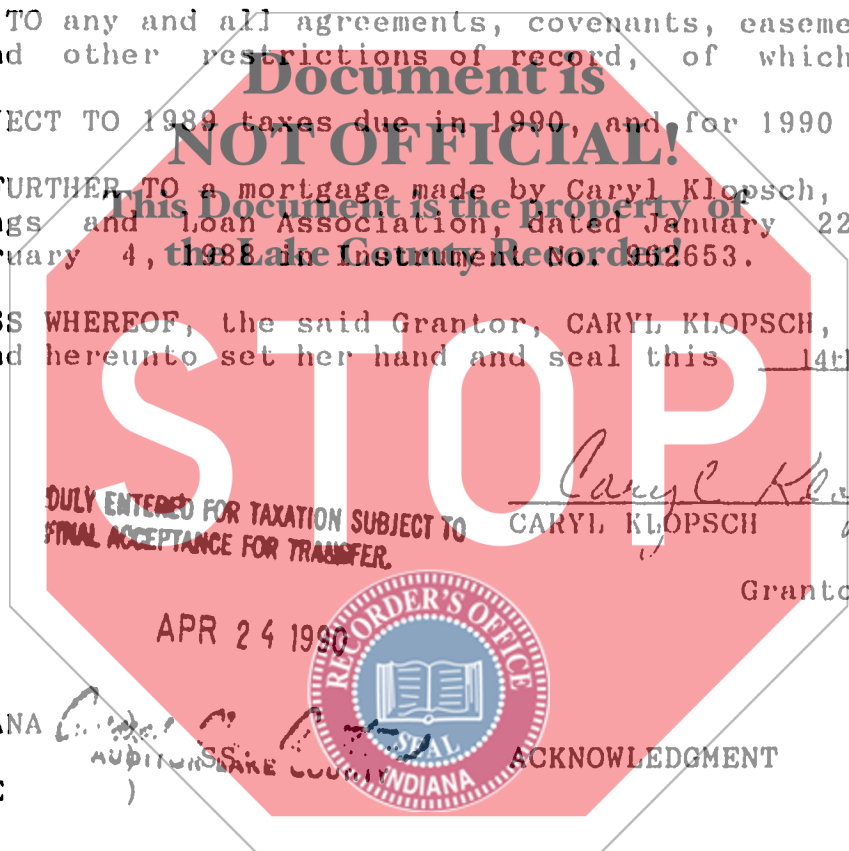 TO any and all agreements, covenants, easeme
d other restrictions of record, of which
Document is
JECT TO 1989 taxes due in 1990, and for 1990
NOT OFFICIAL!
FURTHER TO a mortgage made by Caryl Klopsch,
This Document is the property of
ngs and Loan Association, dated January 22
the Lake County Recorder!
ruary 4, 1988 in Instrument No. 962653.
SS WHEREOF, the said Grantor, CARYL KLOPSCH,
nd hereunto set her hand and seal this 14th
STOP
DULY ENTERED FOR TAXATION SUBJECT TO
FINAL ACCEPTANCE FOR TRANSFER.
CARYL KLOPSCH
Granto
APR 24 1990
RECORDER'S OFFICE
SEAL
INDIANA
ANA )
AUDITOR LAKE COUNTY
SS: ACKNOWLEDGMENT
E )